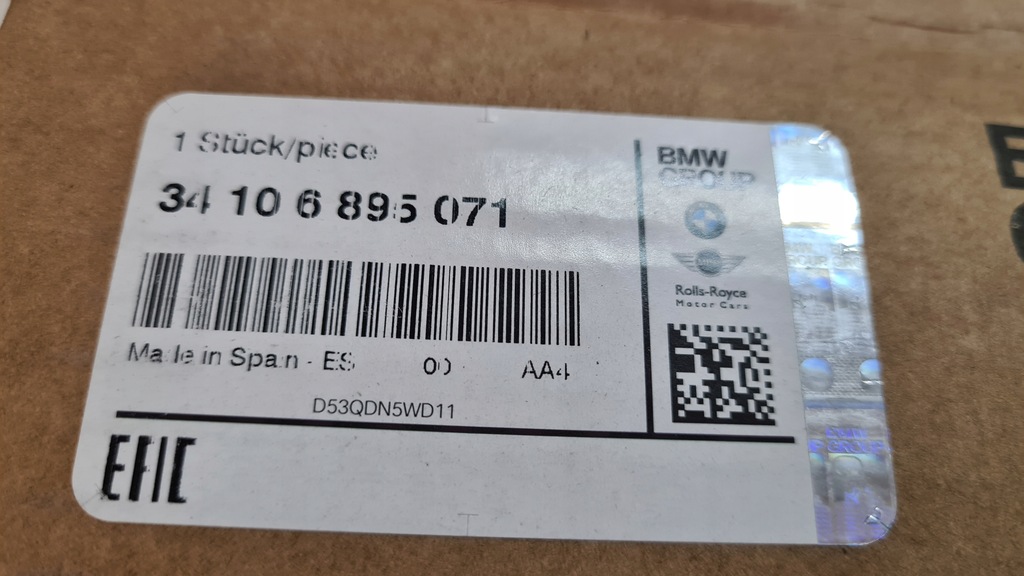 1 Stück/piece
34 10 6 895 071
Made in Spain - ES 00 AA4
D53QDN5WD11
EAC
BMW
GROUP
Rolls-Royce
Motor Cars